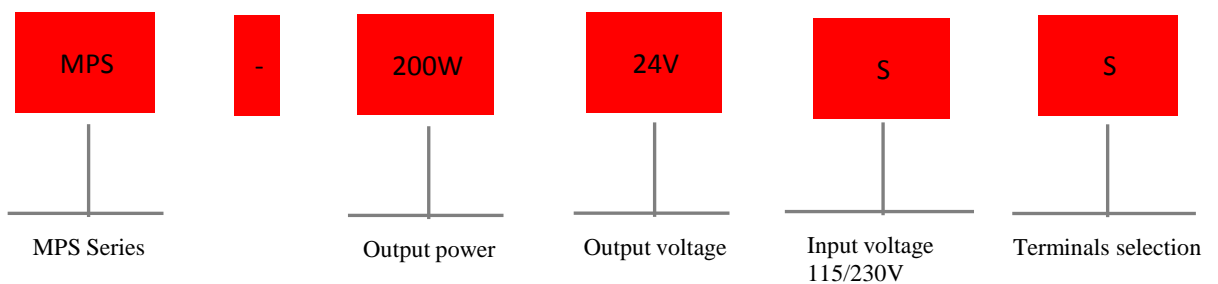 MPS - 200W 24V S S
MPS Series Output power Output voltage Input voltage Terminals selection
115/230V